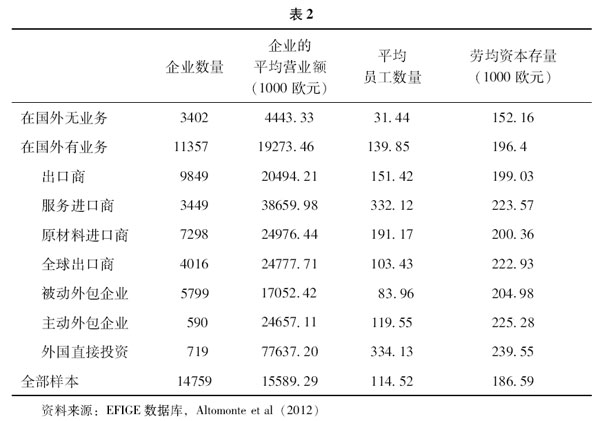 表2
企业数量 企业的平均营业额(1000 欧元) 平均员工数量 劳均资本存量(1000 欧元)
在国外无业务 3402 4443.33 31.44 152.16
在国外有业务 11357 19273.46 139.85 196.4
出口商 9849 20494.21 151.42 199.03
服务进口商 3449 38659.98 332.12 223.57
原材料进口商 7298 24976.44 191.17 200.36
全球出口商 4016 24777.71 103.43 222.93
被动外包企业 5799 17052.42 83.96 204.98
主动外包企业 590 24657.11 119.55 225.28
外国直接投资 719 77637.20 334.13 239.55
全部样本 14759 15589.29 114.52 186.59
资料来源：EFIGE 数据库，Altomonte et al (2012)